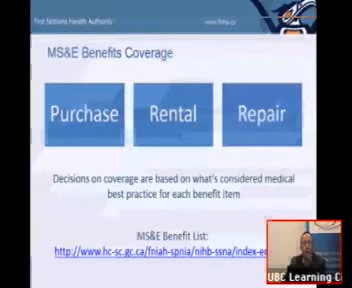 First Nations Health Authority
www.fnha.ca
MS&E Benefits Coverage
Purchase
Rental
Repair
Decisions on coverage are based on what's considered medical
best practice for each benefit item
MS&E Benefit List:
http://www.hc-sc.gc.ca/fniah-spnia/nihb-ssna/index-e
UBC Learning C